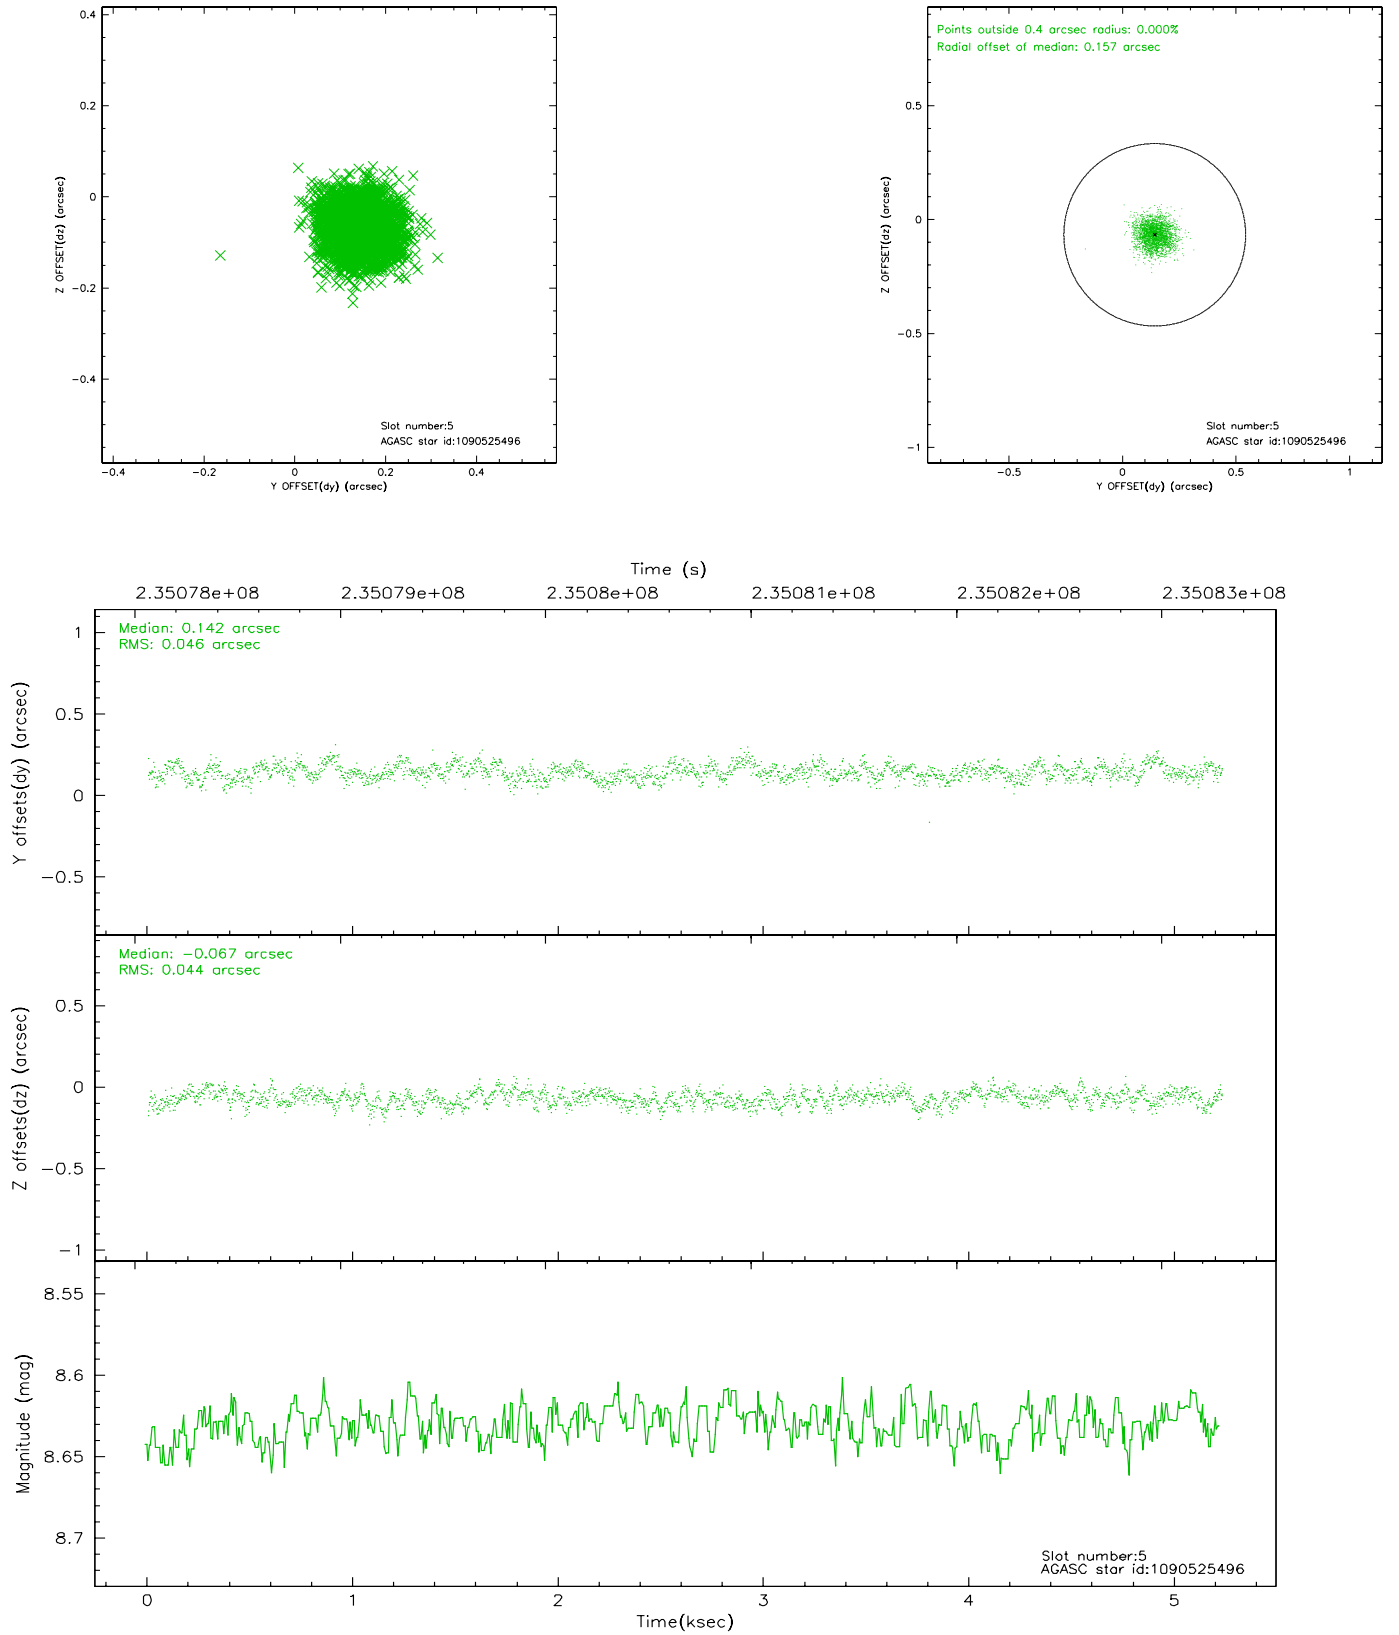 0.4
0.2
0
−0.2
−0.4
Z OFFSET(dz) (arcsec)
−0.4 −0.2 0 0.2 0.4
Y OFFSET(dy) (arcsec)
Slot number:5
AGASC star id:1090525496
Points outside 0.4 arcsec radius: 0.000%
Radial offset of median: 0.157 arcsec
0.5
0
−0.5
−1
Z OFFSET(dz) (arcsec)
−0.5 0 0.5 1
Y OFFSET(dy) (arcsec)
Slot number:5
AGASC star id:1090525496
Time (s)
2.35078e+08 2.35079e+08 2.3508e+08 2.35081e+08 2.35082e+08 2.35083e+08
Median: 0.142 arcsec
RMS: 0.046 arcsec
1
0.5
0
−0.5
Y offsets(dy) (arcsec)
Median: −0.067 arcsec
RMS: 0.044 arcsec
0.5
0
−0.5
−1
Z offsets(dz) (arcsec)
8.55
8.6
8.65
8.7
Magnitude (mag)
Slot number:5
AGASC star id:1090525496
0 1 2 3 4 5
Time(ksec)